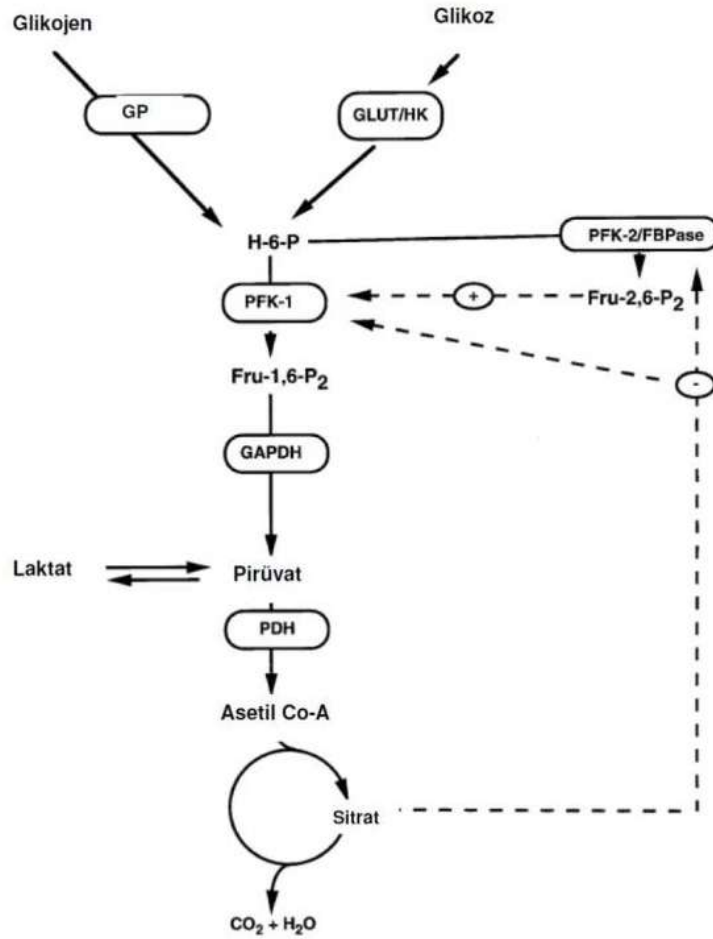 Glikojen
Glikoz
GP
GLUT/HK
H-6-P
PFK-2/FBPase
PFK-1
+
Fru-2,6-P2
Fru-1,6-P2
-
GAPDH
Laktat
Pirüvat
PDH
Asetil Co-A
Sitrat
CO2 + H2O